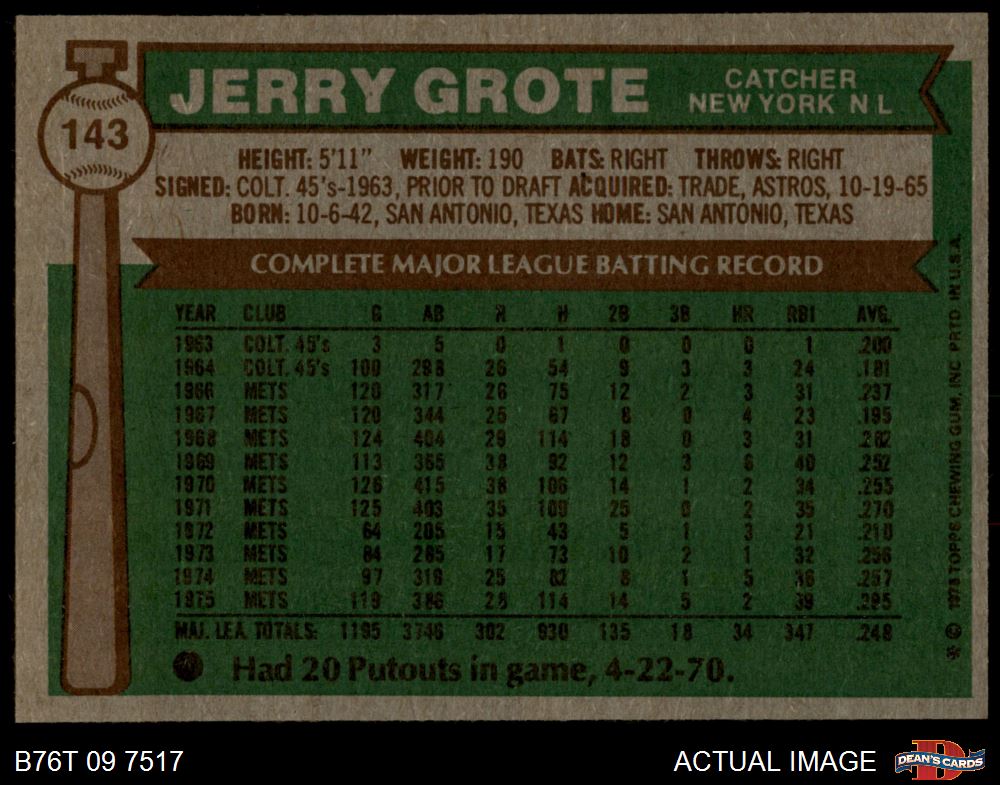 143
JERRY GROTE
CATCHER
NEW YORK N L
HEIGHT: 5'11" WEIGHT: 190 BATS: RIGHT THROWS: RIGHT
SIGNED: COLT. 45's-1963, PRIOR TO DRAFT ACQUIRED: TRADE, ASTROS, 10-19-65
BORN: 10-6-42, SAN ANTONIO, TEXAS HOME: SAN ANTONIO, TEXAS
COMPLETE MAJOR LEAGUE BATTING RECORD
YEAR CLUB G AB R H 2B 3B HR RBI AVG.
1963 COLT. 45's 3 5 0 1 0 0 0 1 .200
1964 COLT. 45's 100 298 26 54 9 3 3 24 .181
1966 METS 120 317 26 75 12 2 3 31 .237
1967 METS 120 344 25 67 8 0 4 23 .195
1968 METS 124 404 29 114 18 0 3 31 .282
1969 METS 113 365 38 92 12 3 6 40 .252
1970 METS 126 415 38 106 14 1 2 34 .255
1971 METS 125 403 35 109 25 0 2 35 .270
1972 METS 64 205 15 43 5 1 3 21 .210
1973 METS 84 285 17 73 10 2 1 32 .256
1974 METS 97 319 25 82 8 1 5 36 .257
1975 METS 119 386 28 114 14 5 2 39 .295
MAJ. LEA. TOTALS: 1195 3746 302 930 135 18 34 347 .248
Had 20 Putouts in game, 4-22-70.
* © 1976 TOPPS CHEWING GUM, INC PRTD IN U.S.A.
B76T 09 7517
ACTUAL IMAGE
D
DEAN'S CARDS